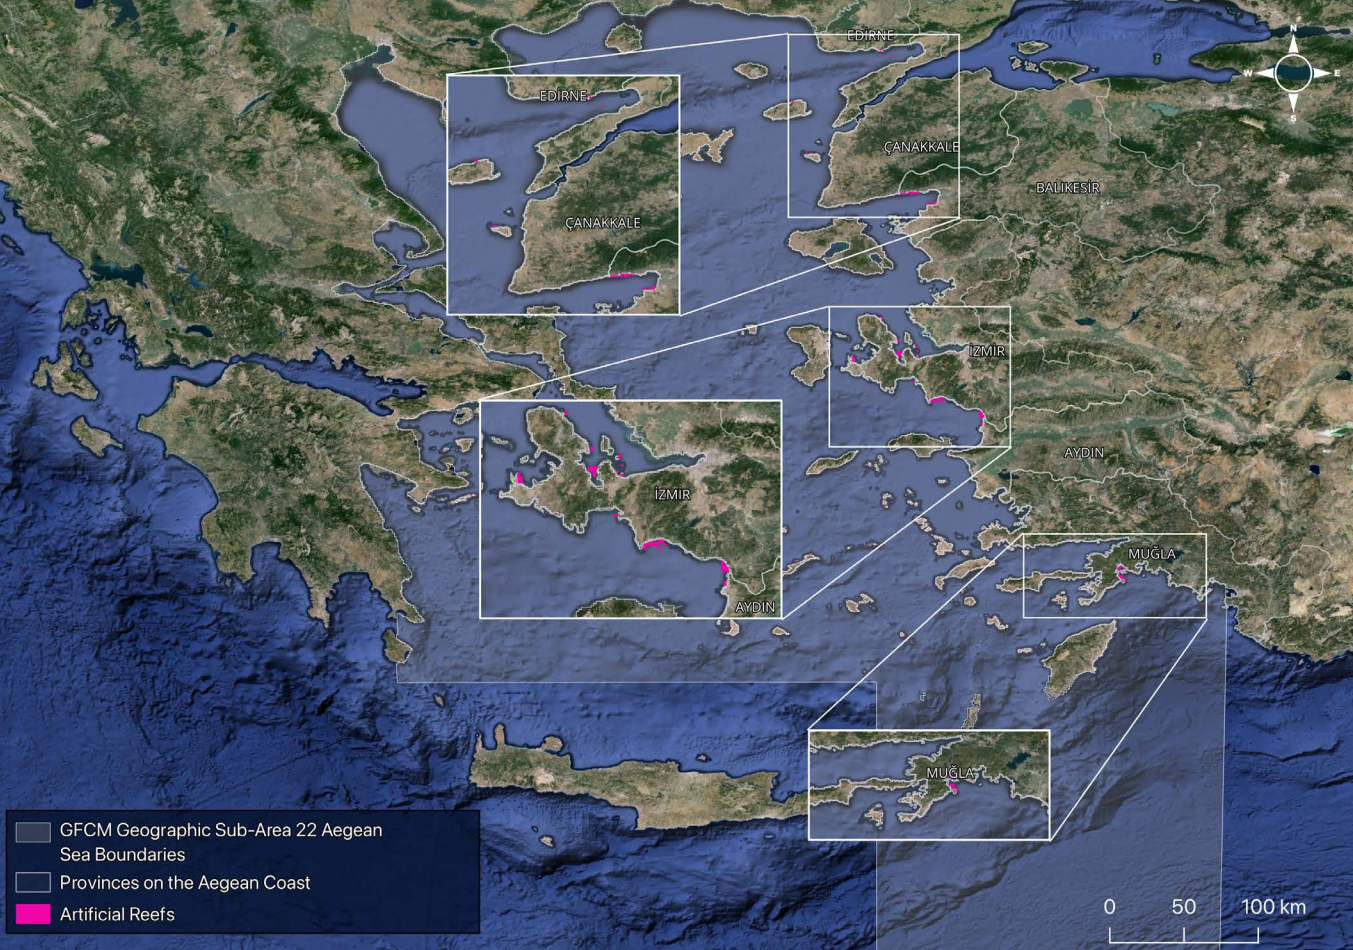 N
W E
S
EDİRNE
ÇANAKKALE
BALIKESİR
EDİRNE
ÇANAKKALE
İZMİR
AYDIN
İZMİR
AYDIN
MUĞLA
MUĞLA
GFCM Geographic Sub-Area 22 Aegean
Sea Boundaries
Provinces on the Aegean Coast
Artificial Reefs
0 50 100 km